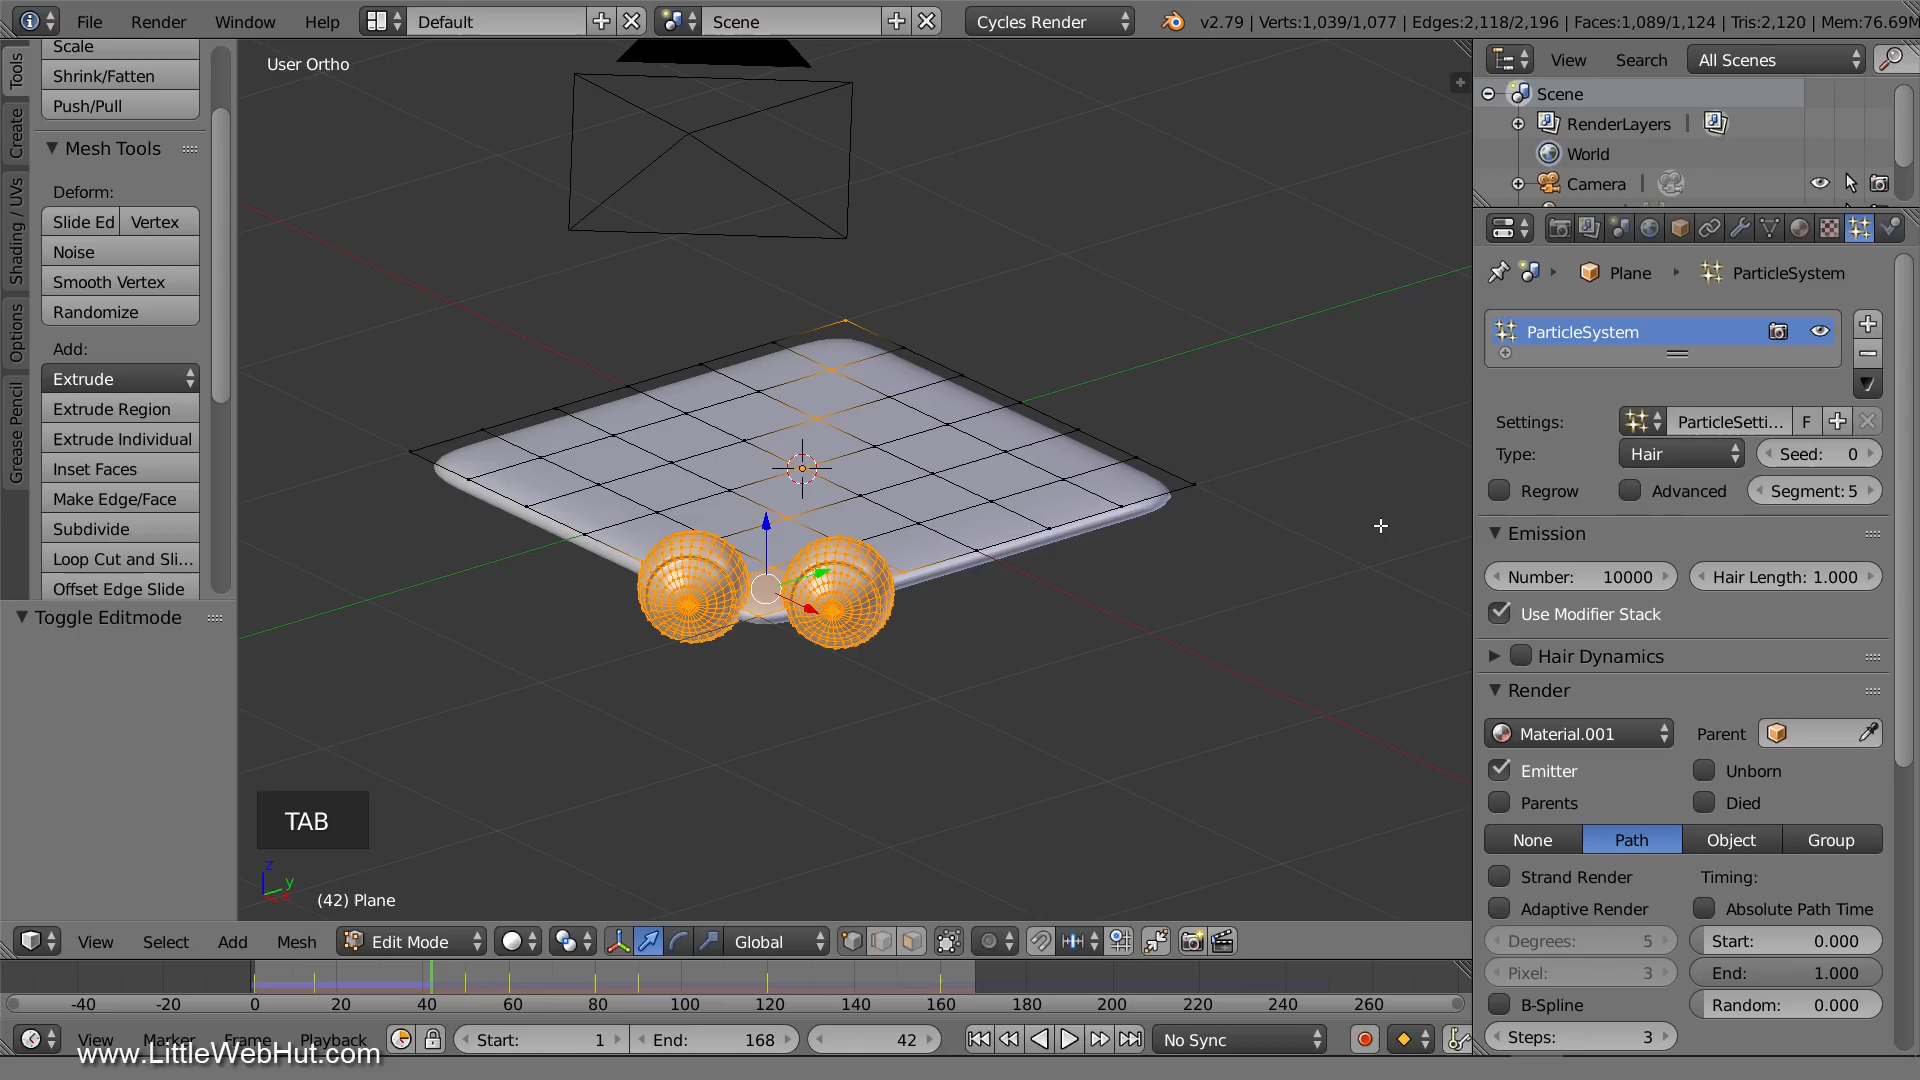 File Render Window Help Default Scene Cycles Render v2.79 | Verts:1,039/1,077 | Edges:2,118/2,196 | Faces:1,089/1,124 | Tris:2,120 | Mem:76.69M
Tools
Create
Shading / UVs
Options
Grease Pencil
Scale
Shrink/Fatten
Push/Pull
Mesh Tools
Deform:
Slide Ed Vertex
Noise
Smooth Vertex
Randomize
Add:
Extrude
Extrude Region
Extrude Individual
Inset Faces
Make Edge/Face
Subdivide
Loop Cut and Sli...
Offset Edge Slide
Toggle Editmode
User Ortho
TAB
z
y
(42) Plane
View Search All Scenes
Scene
RenderLayers
World
Camera
Plane ParticleSystem
ParticleSystem
Settings: ParticleSetti... F
Type: Hair Seed: 0
Regrow Advanced Segment: 5
Emission
Number: 10000 Hair Length: 1.000
Use Modifier Stack
Hair Dynamics
Render
Material.001 Parent
Emitter Unborn
Parents Died
None Path Object Group
Strand Render Timing:
Adaptive Render Absolute Path Time
Degrees: 5 Start: 0.000
Pixel: 3 End: 1.000
B-Spline Random: 0.000
Steps: 3
View Select Add Mesh Edit Mode Global
-40 -20 0 20 40 60 80 100 120 140 160 180 200 220 240 260
View Marker Frame Playback Start: 1 End: 168 42 No Sync
www.LittleWebHut.com